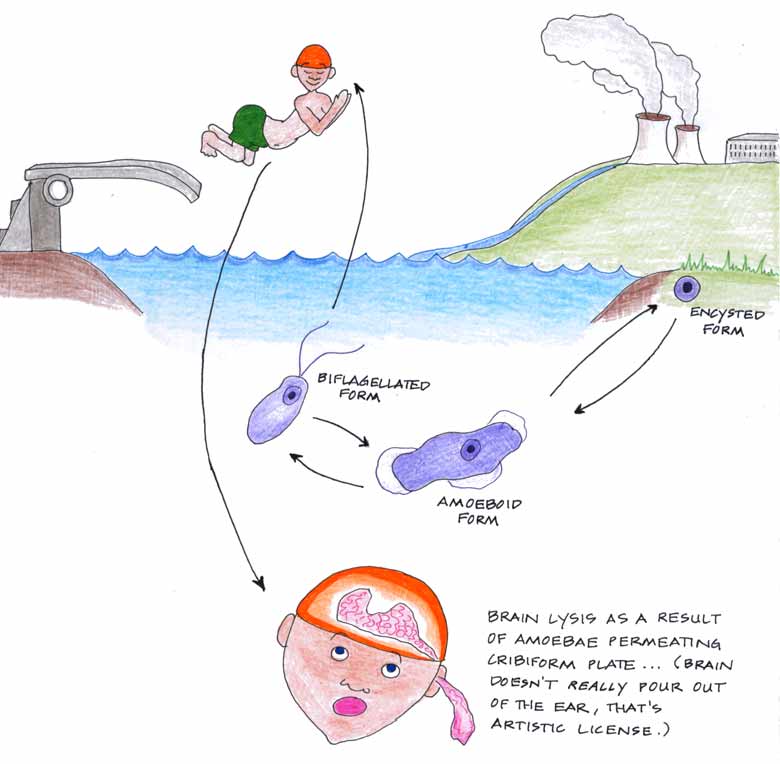 ENCYSTED
FORM
BIFLAGELLATED
FORM
AMOEBOID
FORM
BRAIN LYSIS AS A RESULT
OF AMOEBAE PERMEATING
CRIBIFORM PLATE... (BRAIN
DOESN'T REALLY POUR OUT
OF THE EAR, THAT'S
ARTISTIC LICENSE.)